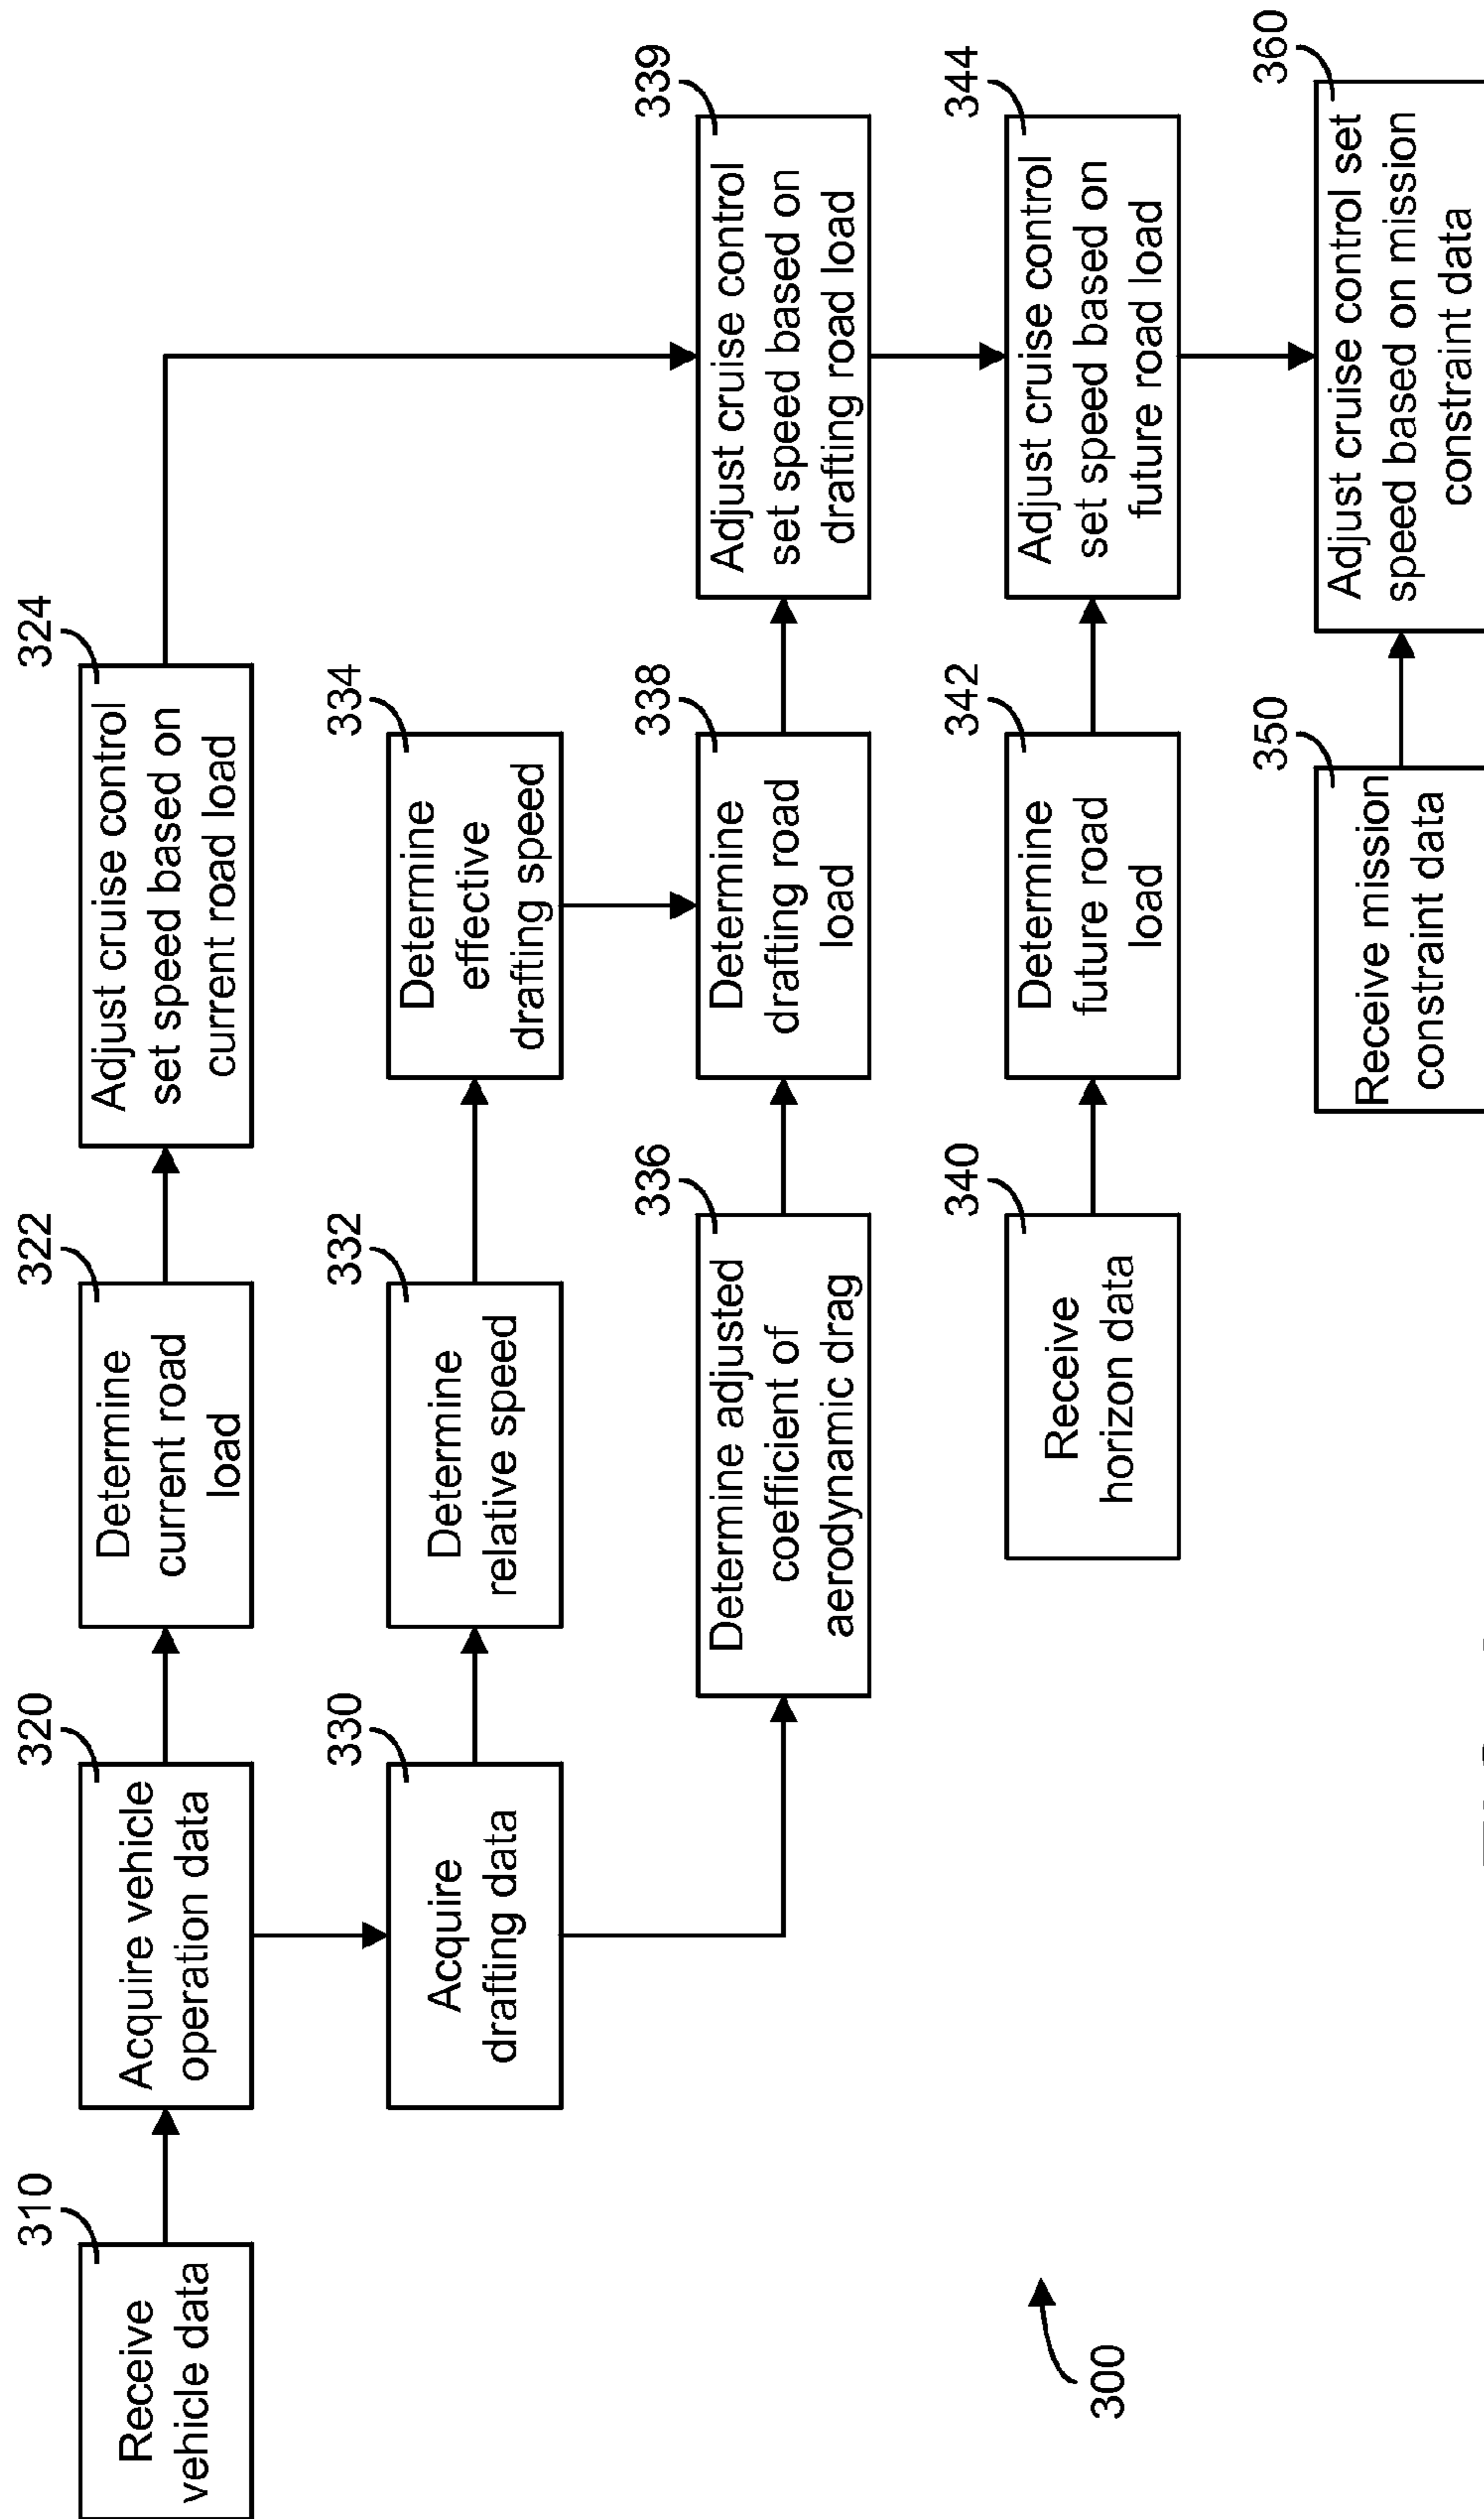 310
Receive
vehicle data
320
Acquire vehicle
operation data
322
Determine
current road
load
324
Adjust cruise control
set speed based on
current road load
330
Acquire
drafting data
332
Determine
relative speed
334
Determine
effective
drafting speed
336
Determine adjusted
coefficient of
aerodynamic drag
338
Determine
drafting road
load
339
Adjust cruise control
set speed based on
drafting road load
340
Receive
horizon data
342
Determine
future road
load
344
Adjust cruise control
set speed based on
future road load
300
350
Receive mission
constraint data
360
Adjust cruise control set
speed based on mission
constraint data